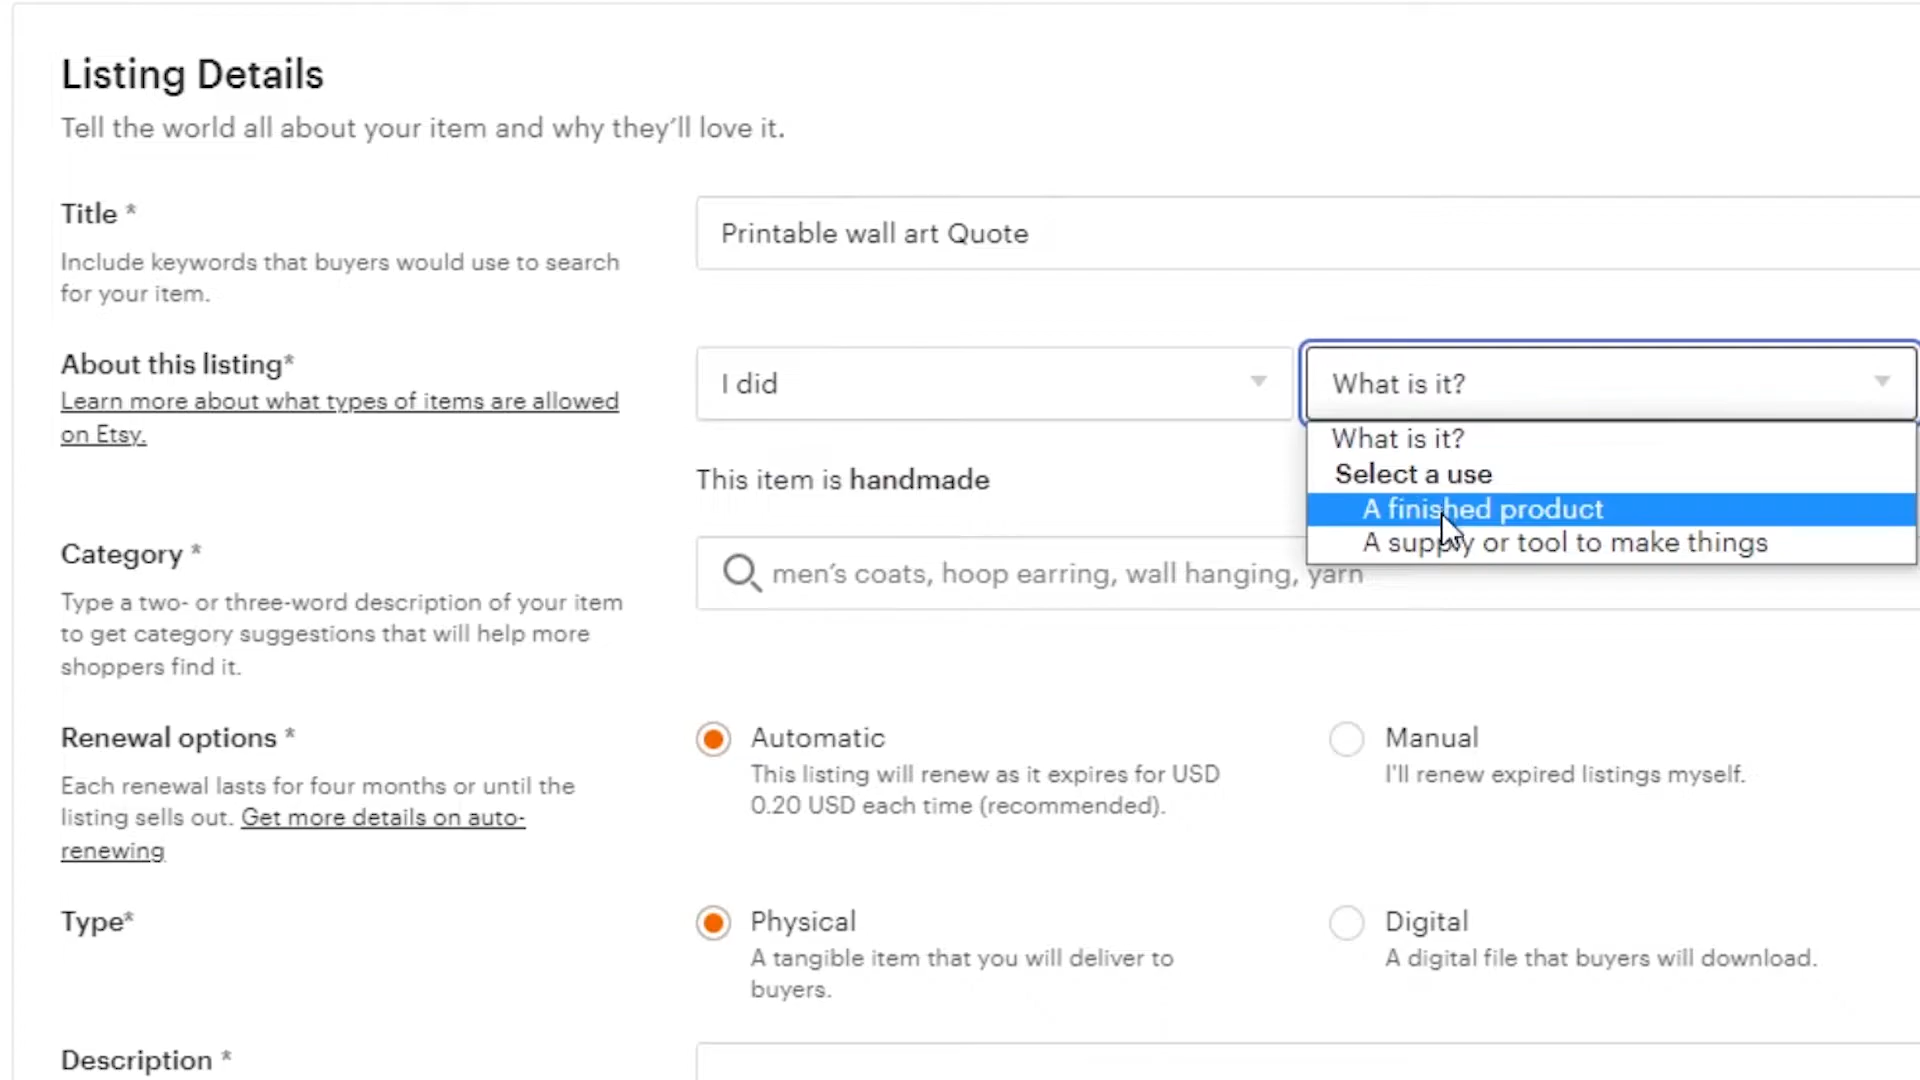 Listing Details
Tell the world all about your item and why they'll love it.
Title *
Include keywords that buyers would use to search
for your item.
Printable wall art Quote
About this listing*
Learn more about what types of items are allowed
on Etsy.
I did
What is it?
What is it?
Select a use
A finished product
A supply or tool to make things
This item is handmade
Category *
Type a two- or three-word description of your item
to get category suggestions that will help more
shoppers find it.
men's coats, hoop earring, wall hanging, yarn
Renewal options *
Each renewal lasts for four months or until the
listing sells out. Get more details on auto-
renewing
Automatic
This listing will renew as it expires for USD
0.20 USD each time (recommended).
Manual
I'll renew expired listings myself.
Type*
Physical
A tangible item that you will deliver to
buyers.
Digital
A digital file that buyers will download.
Description *